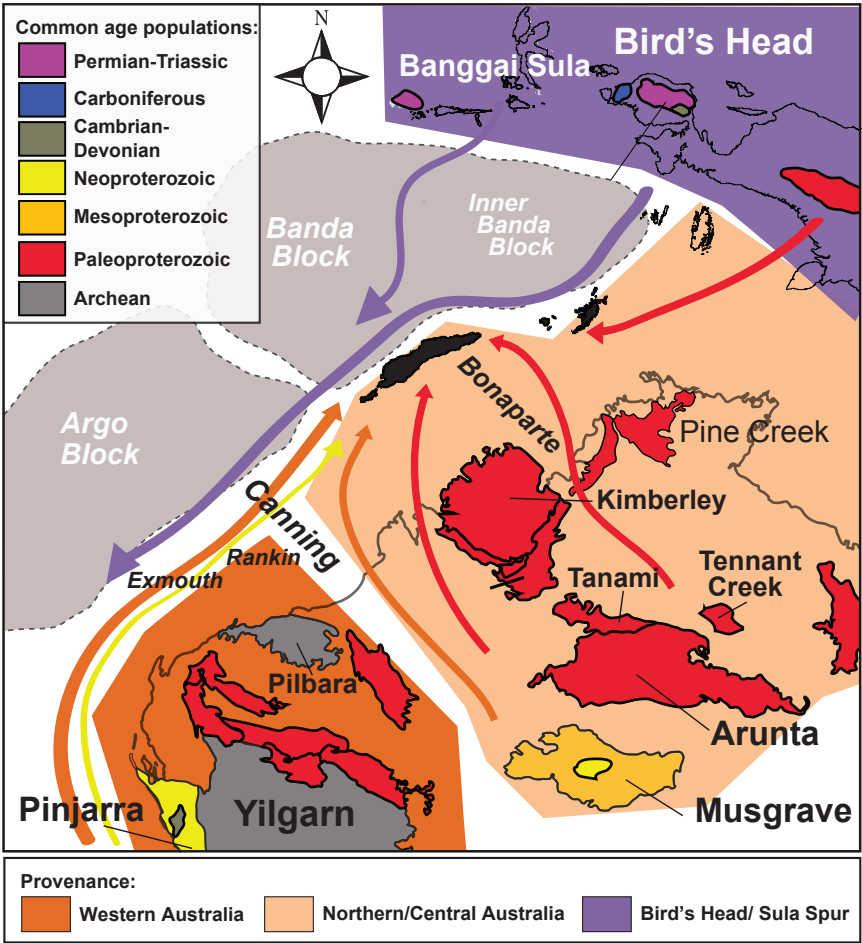 Common age populations:
Permian-Triassic
Carboniferous
Cambrian-
Devonian
Neoproterozoic
Mesoproterozoic
Paleoproterozoic
Archean
N
Banggai Sula
Bird's Head
Banda
Block
Inner
Banda
Block
Argo
Block
Bonaparte
Pine Creek
Kimberley
Canning
Rankin
Exmouth
Tanami
Tennant
Creek
Pilbara
Arunta
Pinjarra
Yilgarn
Musgrave
Provenance:
Western Australia
Northern/Central Australia
Bird's Head/ Sula Spur